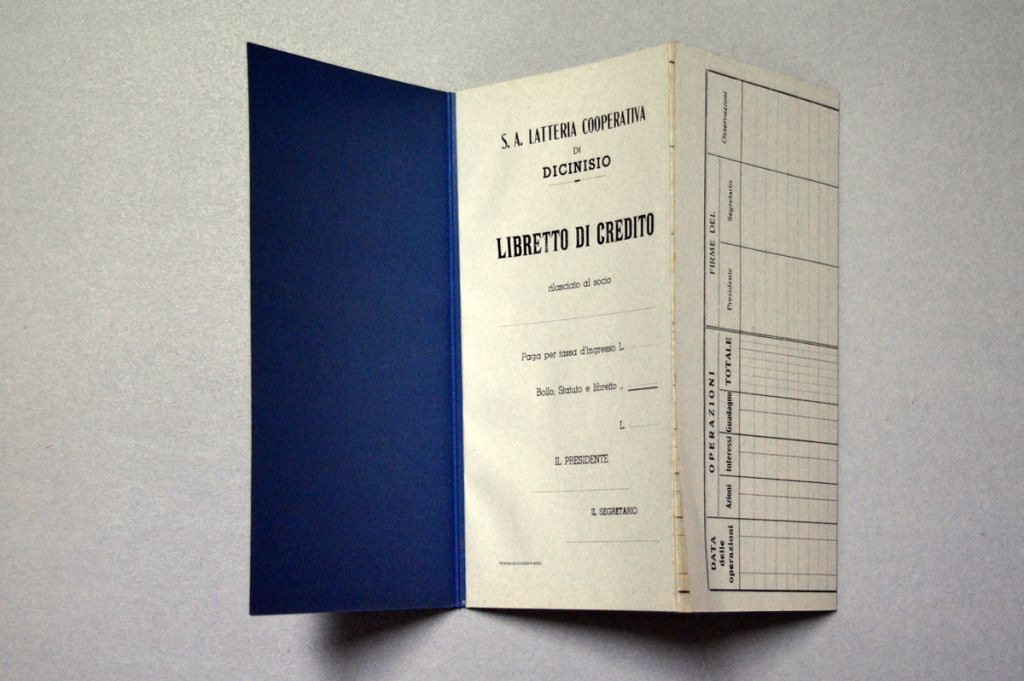 S. A. LATTERIA COOPERATIVA
DI
DICINISIO
LIBRETTO DI CREDITO
rilasciato al socio
Paga per tassa d'ingresso L.
Bollo, Statuto e libretto „
L.
IL PRESIDENTE
IL SEGRETARIO
DATA
delle
operazioni
OPERAZIONI
Azioni
Interessi
Guadagno
TOTALE
FIRME DEL
Presidente
Segretario
Osservazioni